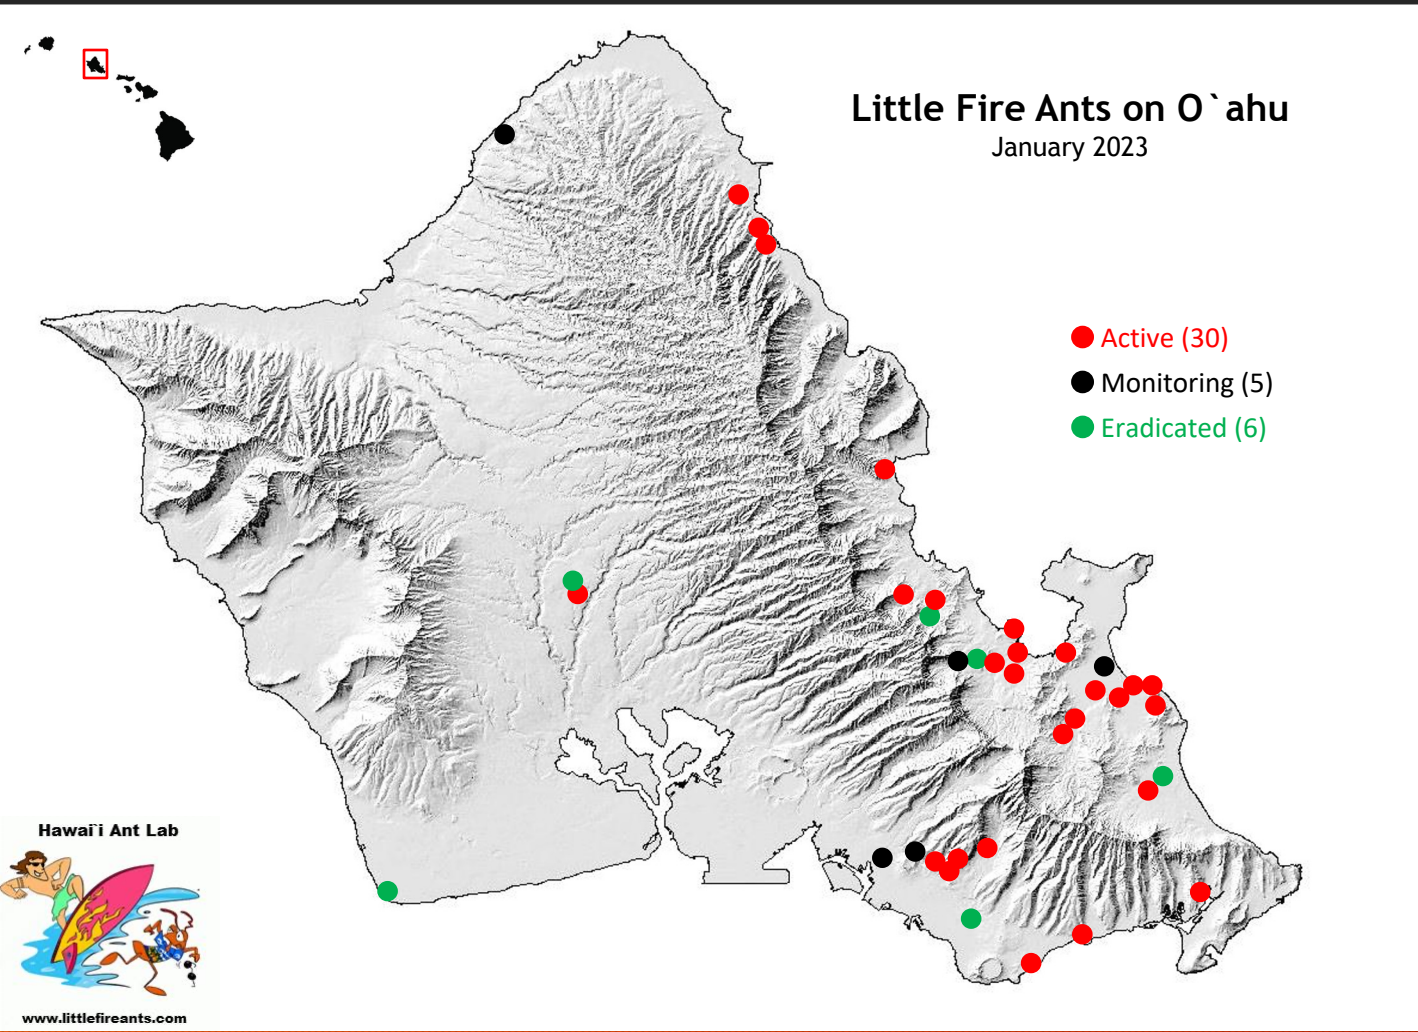 Little Fire Ants on O`ahu
January 2023
Active (30)
Monitoring (5)
Eradicated (6)
Hawai`i Ant Lab
www.littlefireants.com